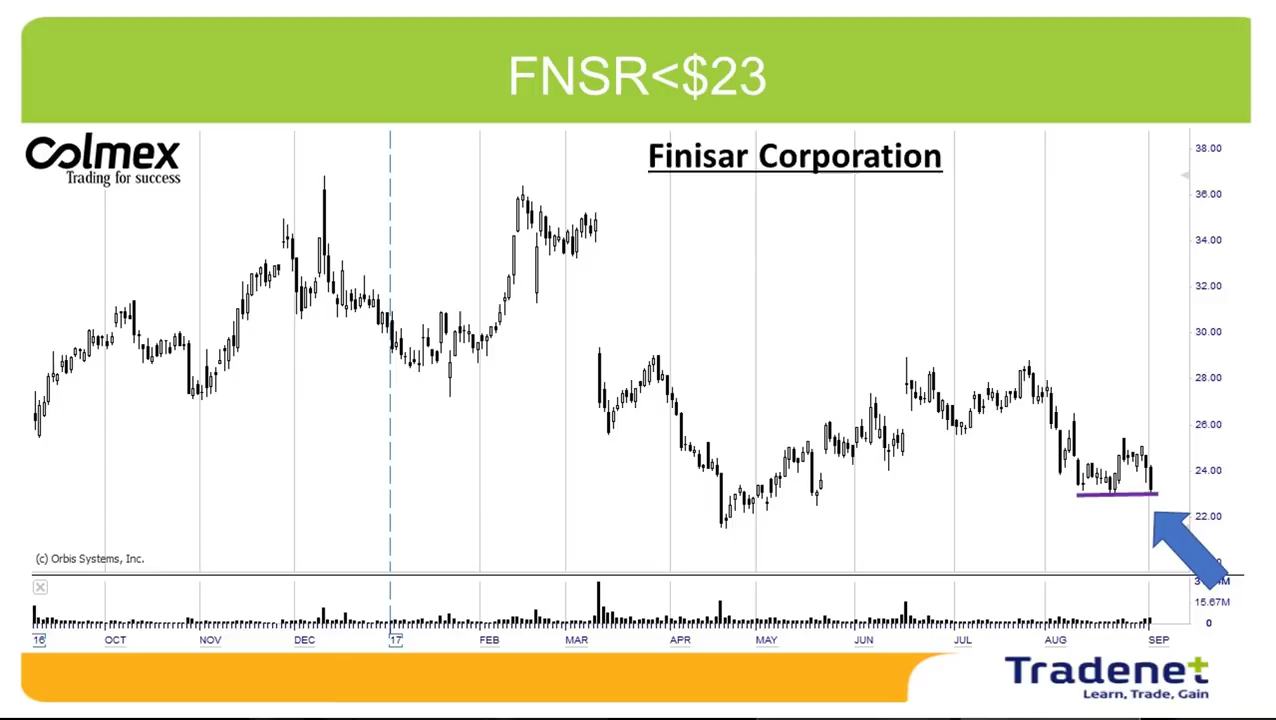 FNSR<$23
Colmex
Trading for success
Finisar Corporation
38.00
36.00
34.00
32.00
30.00
28.00
26.00
24.00
22.00
(c) Orbis Systems, Inc.
15.67M
0
16 OCT NOV DEC 17 FEB MAR APR MAY JUN JUL AUG SEP
Tradenet
Learn, Trade, Gain